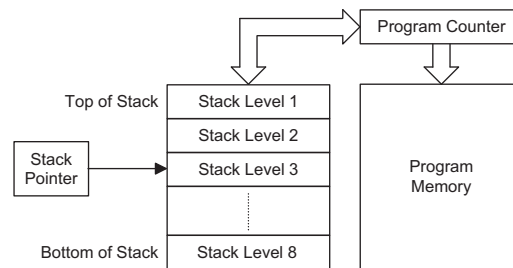 Program Counter
Top of Stack
Stack Level 1
Stack Level 2
Stack
Pointer
Stack Level 3
Program
Memory
Bottom of Stack
Stack Level 8